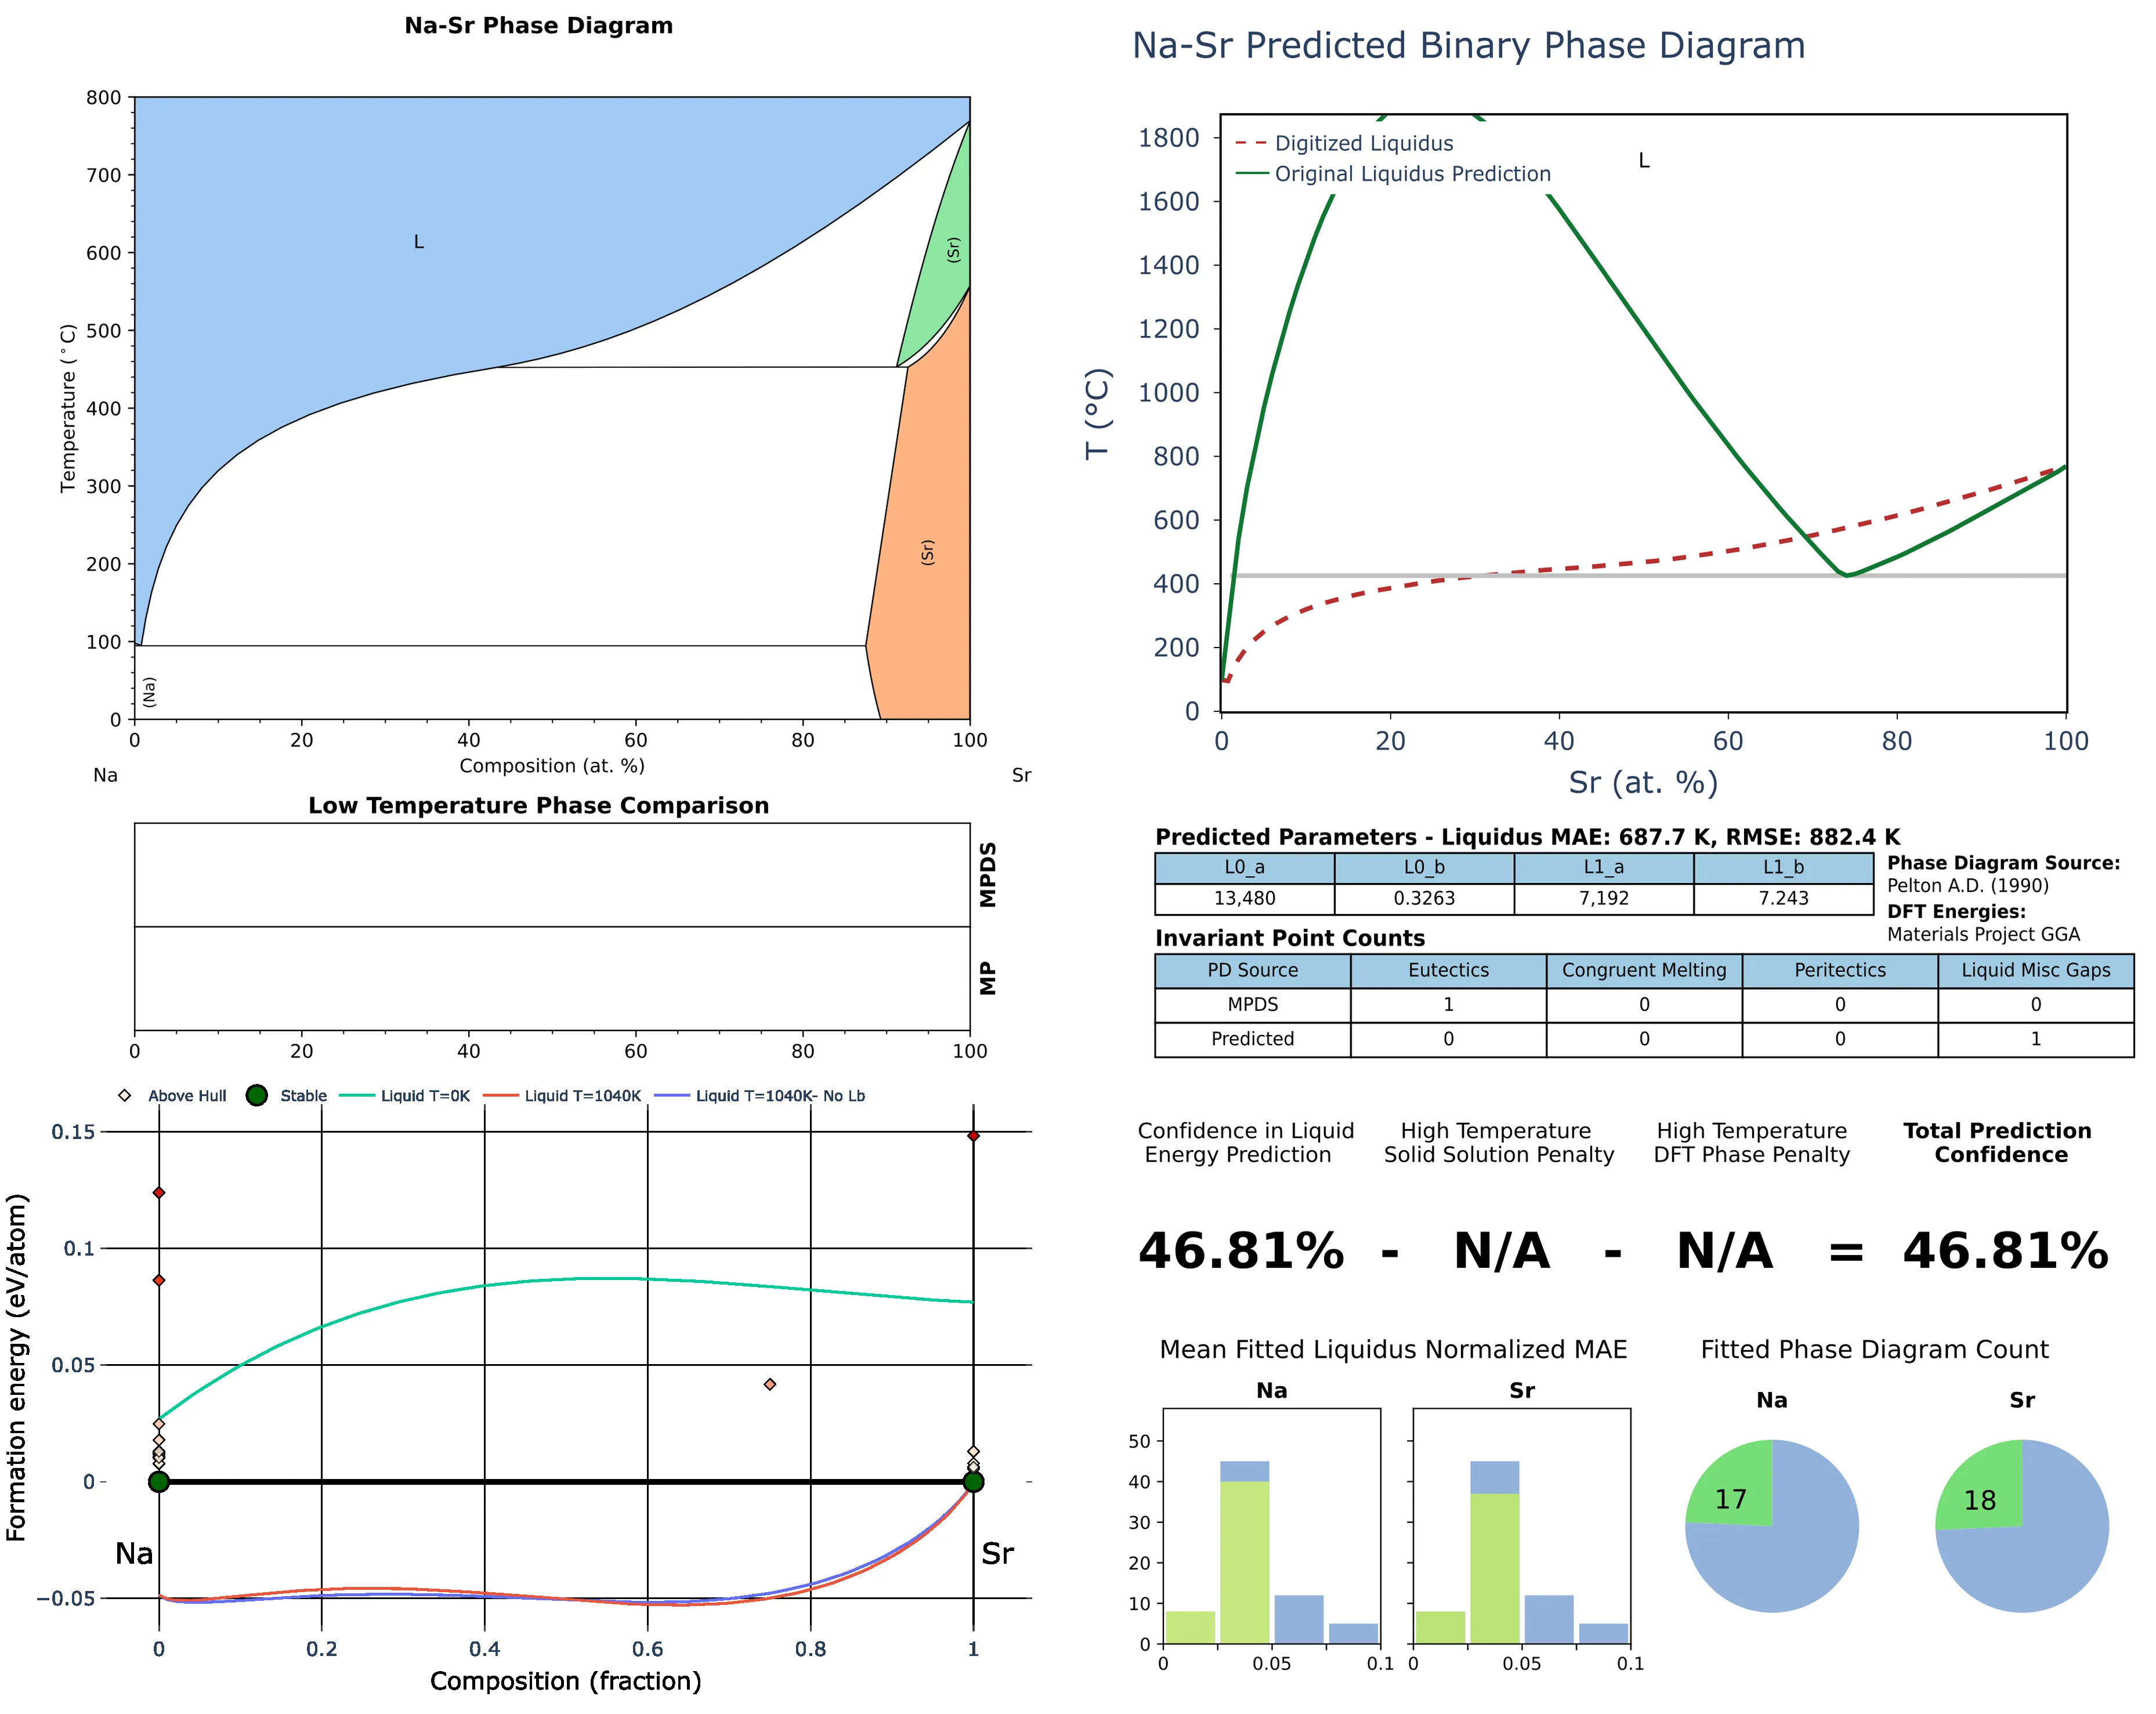 Na-Sr Phase Diagram
800
700
600
500
400
300
200
100
0
Temperature (°C)
L
(Sr)
(Sr)
(Na)
0 20 40 60 80 100
Composition (at. %)
Na Sr
Low Temperature Phase Comparison
MPDS
MP
0 20 40 60 80 100
Above Hull Stable Liquid T=0K Liquid T=1040K Liquid T=1040K- No Lb
0.15
0.1
0.05
0
−0.05
Formation energy (eV/atom)
Na Sr
0 0.2 0.4 0.6 0.8 1
Composition (fraction)
Na-Sr Predicted Binary Phase Diagram
Digitized Liquidus
Original Liquidus Prediction
L
1800
1600
1400
1200
1000
800
600
400
200
0
T (°C)
0 20 40 60 80 100
Sr (at. %)
Predicted Parameters - Liquidus MAE: 687.7 K, RMSE: 882.4 K
L0_a L0_b L1_a L1_b
13,480 0.3263 7,192 7.243
Phase Diagram Source:
Pelton A.D. (1990)
DFT Energies:
Materials Project GGA
Invariant Point Counts
PD Source Eutectics Congruent Melting Peritectics Liquid Misc Gaps
MPDS 1 0 0 0
Predicted 0 0 0 1
Confidence in Liquid
Energy Prediction
High Temperature
Solid Solution Penalty
High Temperature
DFT Phase Penalty
Total Prediction
Confidence
46.81% - N/A - N/A = 46.81%
Mean Fitted Liquidus Normalized MAE
Na Sr
50
40
30
20
10
0
0 0.05 0.1 0 0.05 0.1
Fitted Phase Diagram Count
Na Sr
17 18